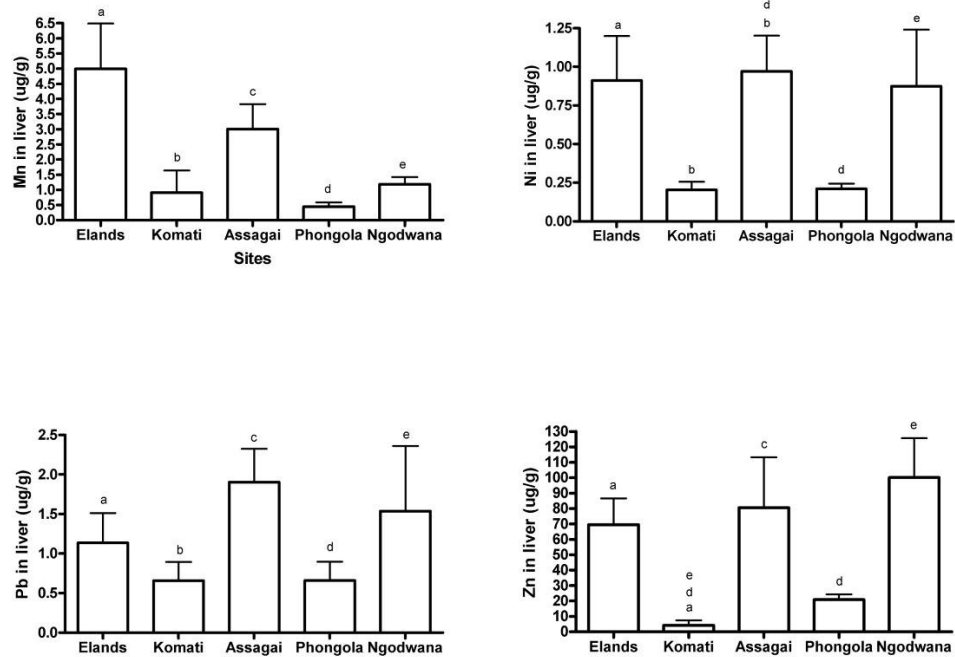 Mn in liver (ug/g)
6.5
6.0
5.5
5.0
4.5
4.0
3.5
3.0
2.5
2.0
1.5
1.0
0.5
0.0
a
b
c
d
e
Elands Komati Assagai Phongola Ngodwana
Sites
Ni in liver (ug/g)
1.25
1.00
0.75
0.50
0.25
0.00
a
b
d
b
d
e
Elands Komati Assagai Phongola Ngodwana
Pb in liver (ug/g)
2.5
2.0
1.5
1.0
0.5
0.0
a
b
c
d
e
Elands Komati Assagai Phongola Ngodwana
Zn in liver (ug/g)
130
120
110
100
90
80
70
60
50
40
30
20
10
0
a
e
d
a
c
d
e
Elands Komati Assagai Phongola Ngodwana